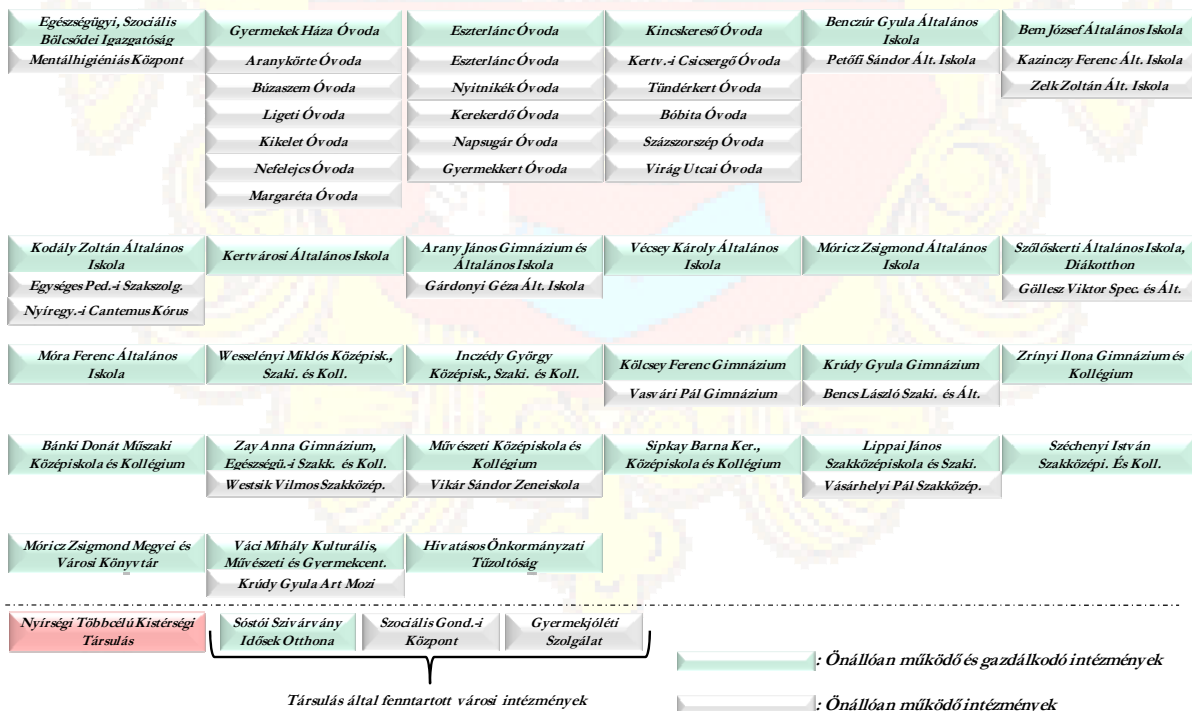 Egészségügyi, Szociális
Bölcsődei Igazgatóság
Mentálhigiéniás Központ
Gyermekek Háza Óvoda
Aranykörte Óvoda
Búzaszem Óvoda
Ligeti Óvoda
Kikelet Óvoda
Nefelejcs Óvoda
Margaréta Óvoda
Eszterlánc Óvoda
Eszterlánc Óvoda
Nyitnikék Óvoda
Kerekerdő Óvoda
Napsugár Óvoda
Gyermekkert Óvoda
Kincskereső Óvoda
Kertv.-i Csicsergő Óvoda
Tündérkert Óvoda
Bóbita Óvoda
Százszorszép Óvoda
Virág Utcai Óvoda
Benczúr Gyula Általános
Iskola
Petőfi Sándor Ált. Iskola
Bem József Általános Iskola
Kazinczy Ferenc Ált. Iskola
Zelk Zoltán Ált. Iskola
Kodály Zoltán Általános
Iskola
Egységes Ped.-i Szakszolg.
Nyíregy.-i Cantemus Kórus
Kertvárosi Általános Iskola
Arany János Gimnázium és
Általános Iskola
Gárdonyi Géza Ált. Iskola
Vécsey Károly Általános
Iskola
Móricz Zsigmond Általános
Iskola
Szőlőskerti Általános Iskola,
Diákotthon
Göllesz Viktor Spec. és Ált.
Móra Ferenc Általános
Iskola
Wesselényi Miklós Középisk.,
Szaki. és Koll.
Inczédy György
Középisk., Szaki. és Koll.
Kölcsey Ferenc Gimnázium
Vasvári Pál Gimnázium
Krúdy Gyula Gimnázium
Bencs László Szaki. és Ált.
Zrínyi Ilona Gimnázium és
Kollégium
Bánki Donát Műszaki
Középiskola és Kollégium
Zay Anna Gimnázium,
Egészségü.-i Szakk. és Koll.
Westsik Vilmos Szakközép.
Művészeti Középiskola és
Kollégium
Vikár Sándor Zeneiskola
Sipkay Barna Ker.,
Középiskola és Kollégium
Lippai János
Szakközépiskola és Szaki.
Vásárhelyi Pál Szakközép.
Széchenyi István
Szakközépi. És Koll.
Móricz Zsigmond Megyei és
Városi Könyvtár
Váci Mihály Kulturális,
Művészeti és Gyermekcent.
Krúdy Gyula Art Mozi
Hivatásos Önkormányzati
Tűzoltóság
Nyírségi Többcélú Kistérségi
Társulás
Sóstói Szivárvány
Idősek Otthona
Szociális Gond.-i
Központ
Gyermekjóléti
Szolgálat
Társulás által fenntartott városi intézmények
: Önállóan működő és gazdálkodó intézmények
: Önállóan működő intézmények